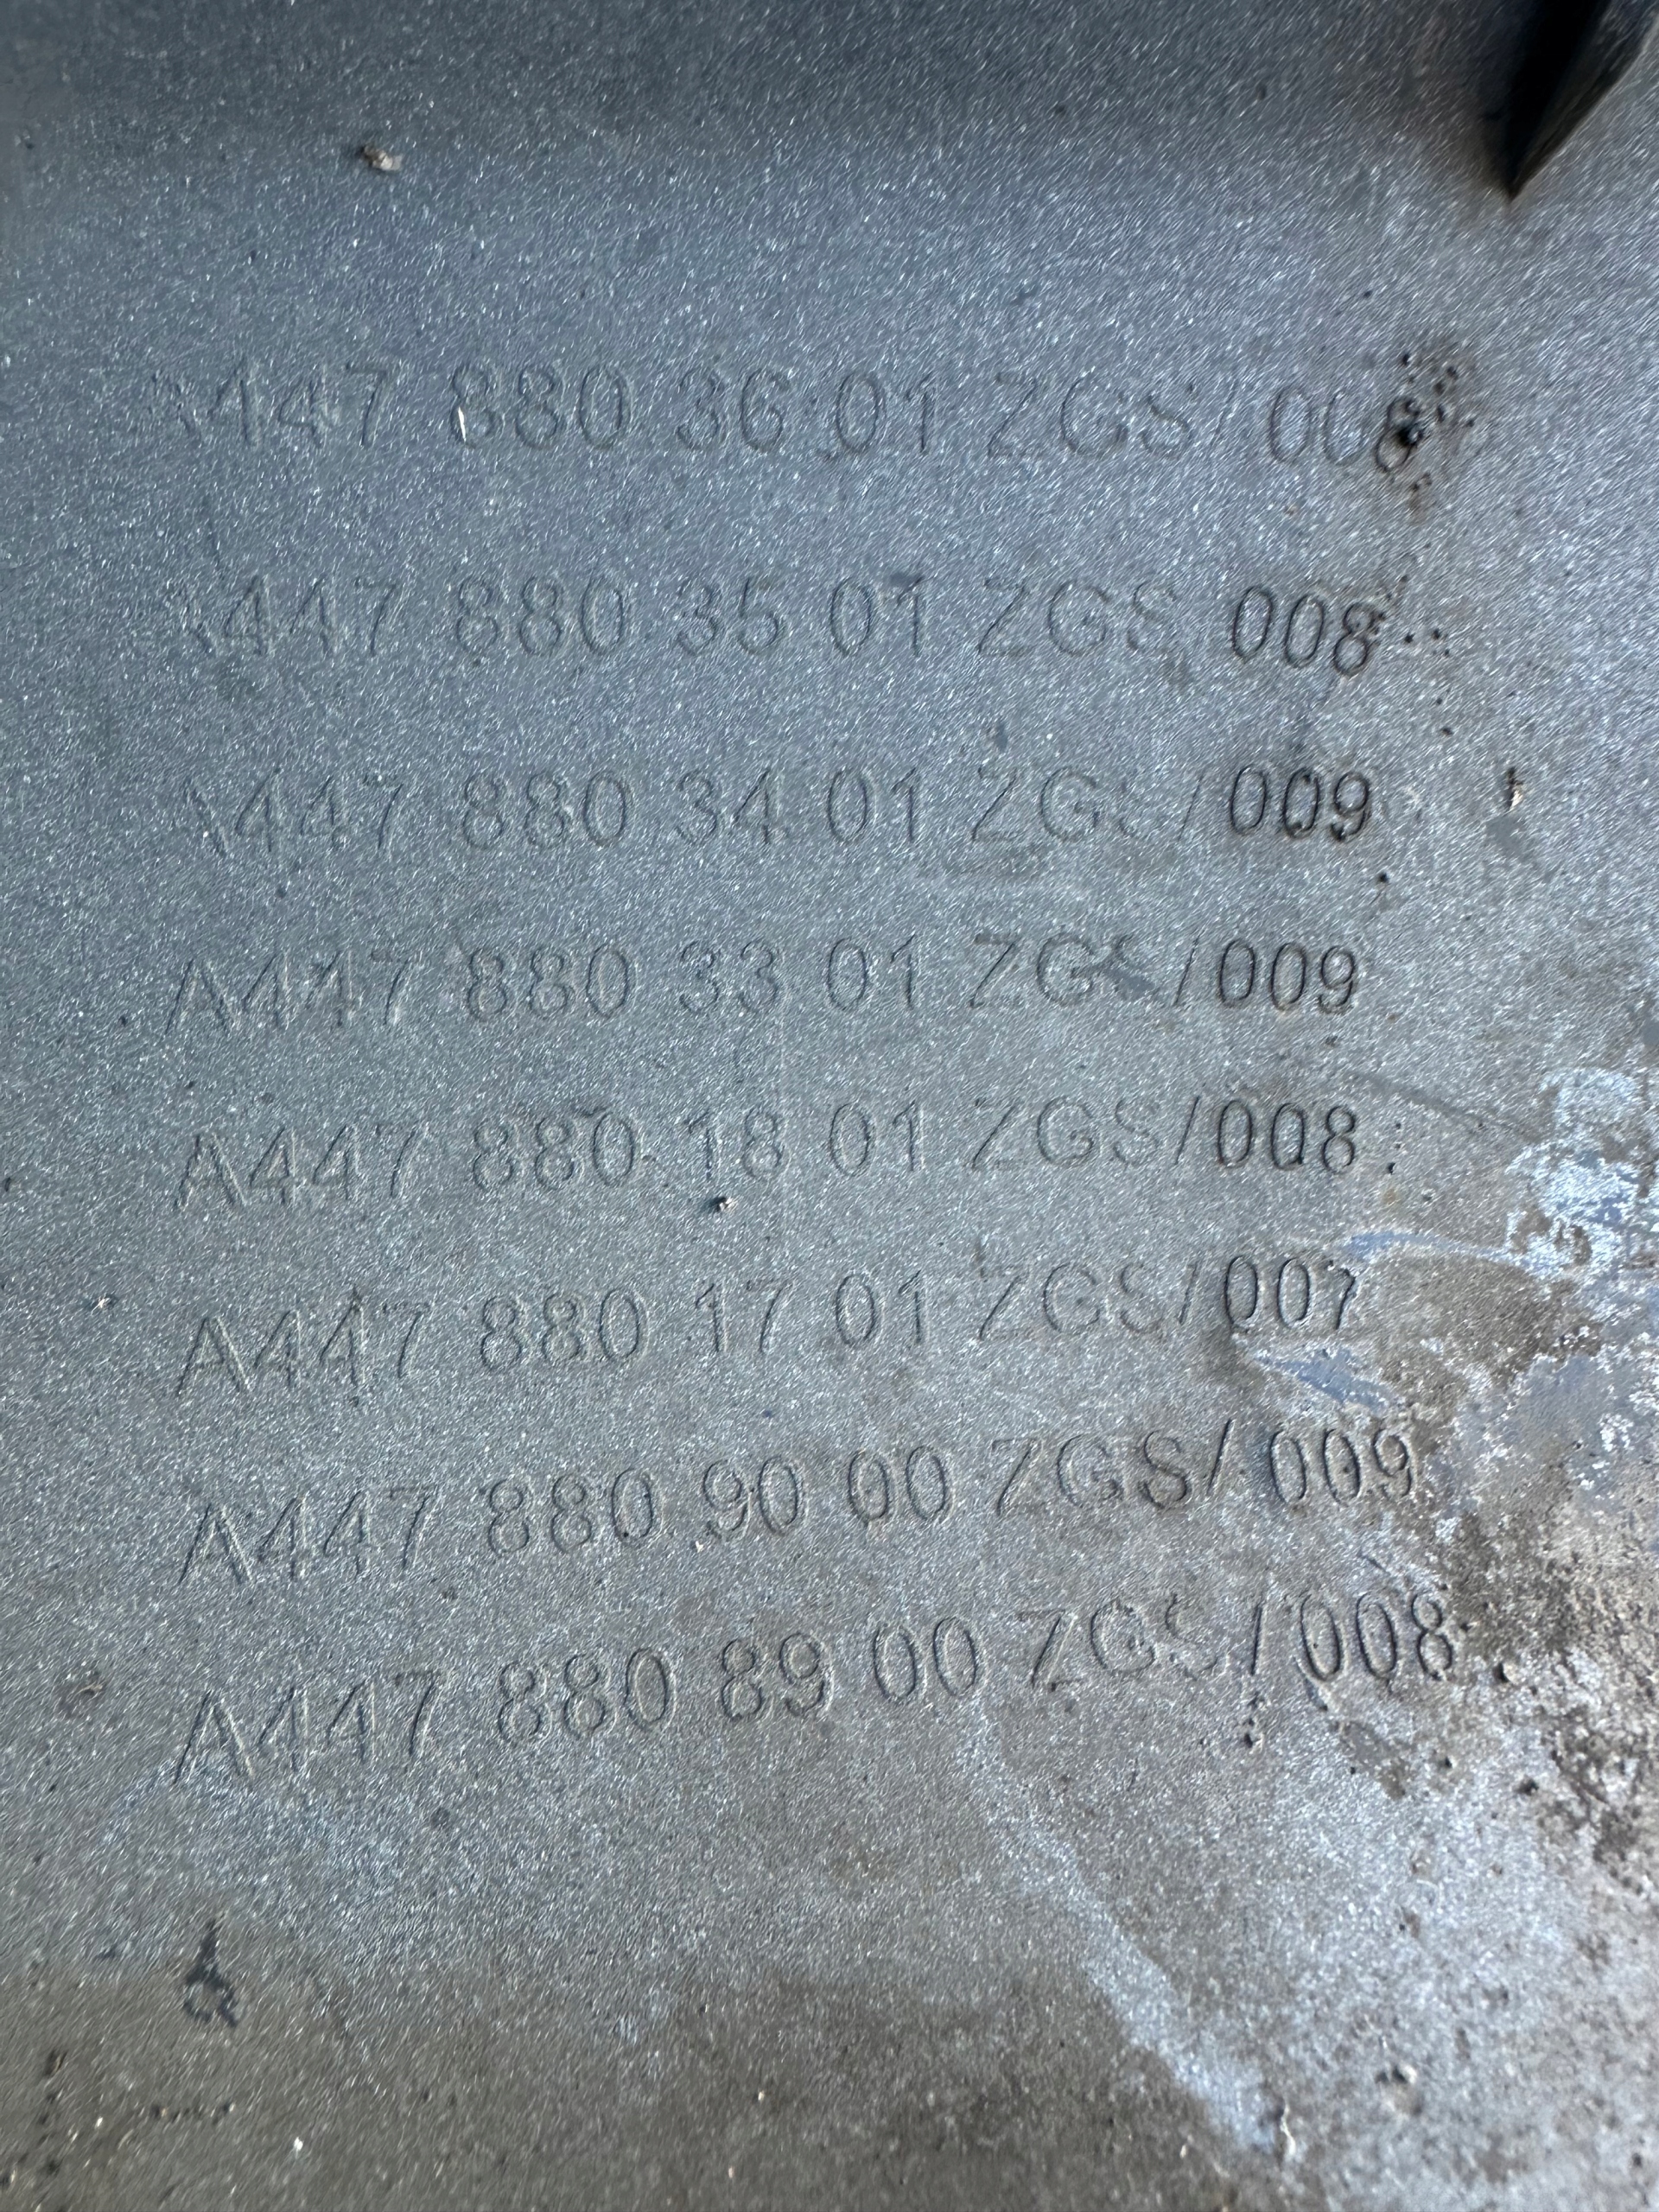 A447 880 36 01 ZGS/008
A447 880 35 01 ZGS/008
A447 880 34 01 ZGS/009
A447 880 33 01 ZGS/009
A447 880 18 01 ZGS/008
A447 880 17 01 ZGS/007
A447 880 90 00 ZGS/009
A447 880 89 00 ZGS/008